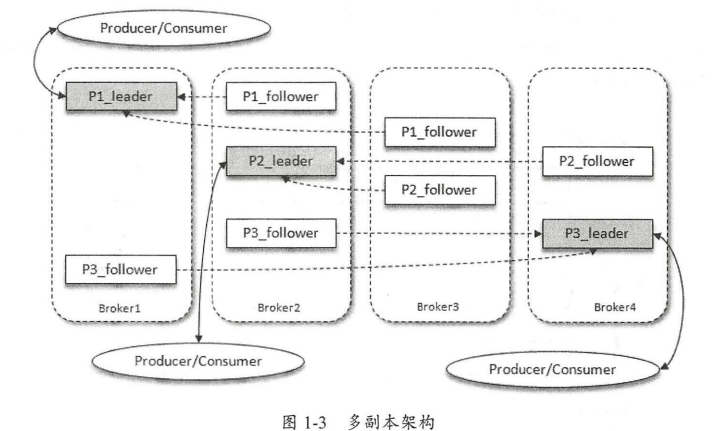 Producer/Consumer
P1_leader
P1_follower
P1_follower
P2_leader
P2_follower
P2_follower
P3_follower
P3_leader
P3_follower
Broker1
Broker2
Broker3
Broker4
Producer/Consumer
Producer/Consumer
图 1-3 多副本架构